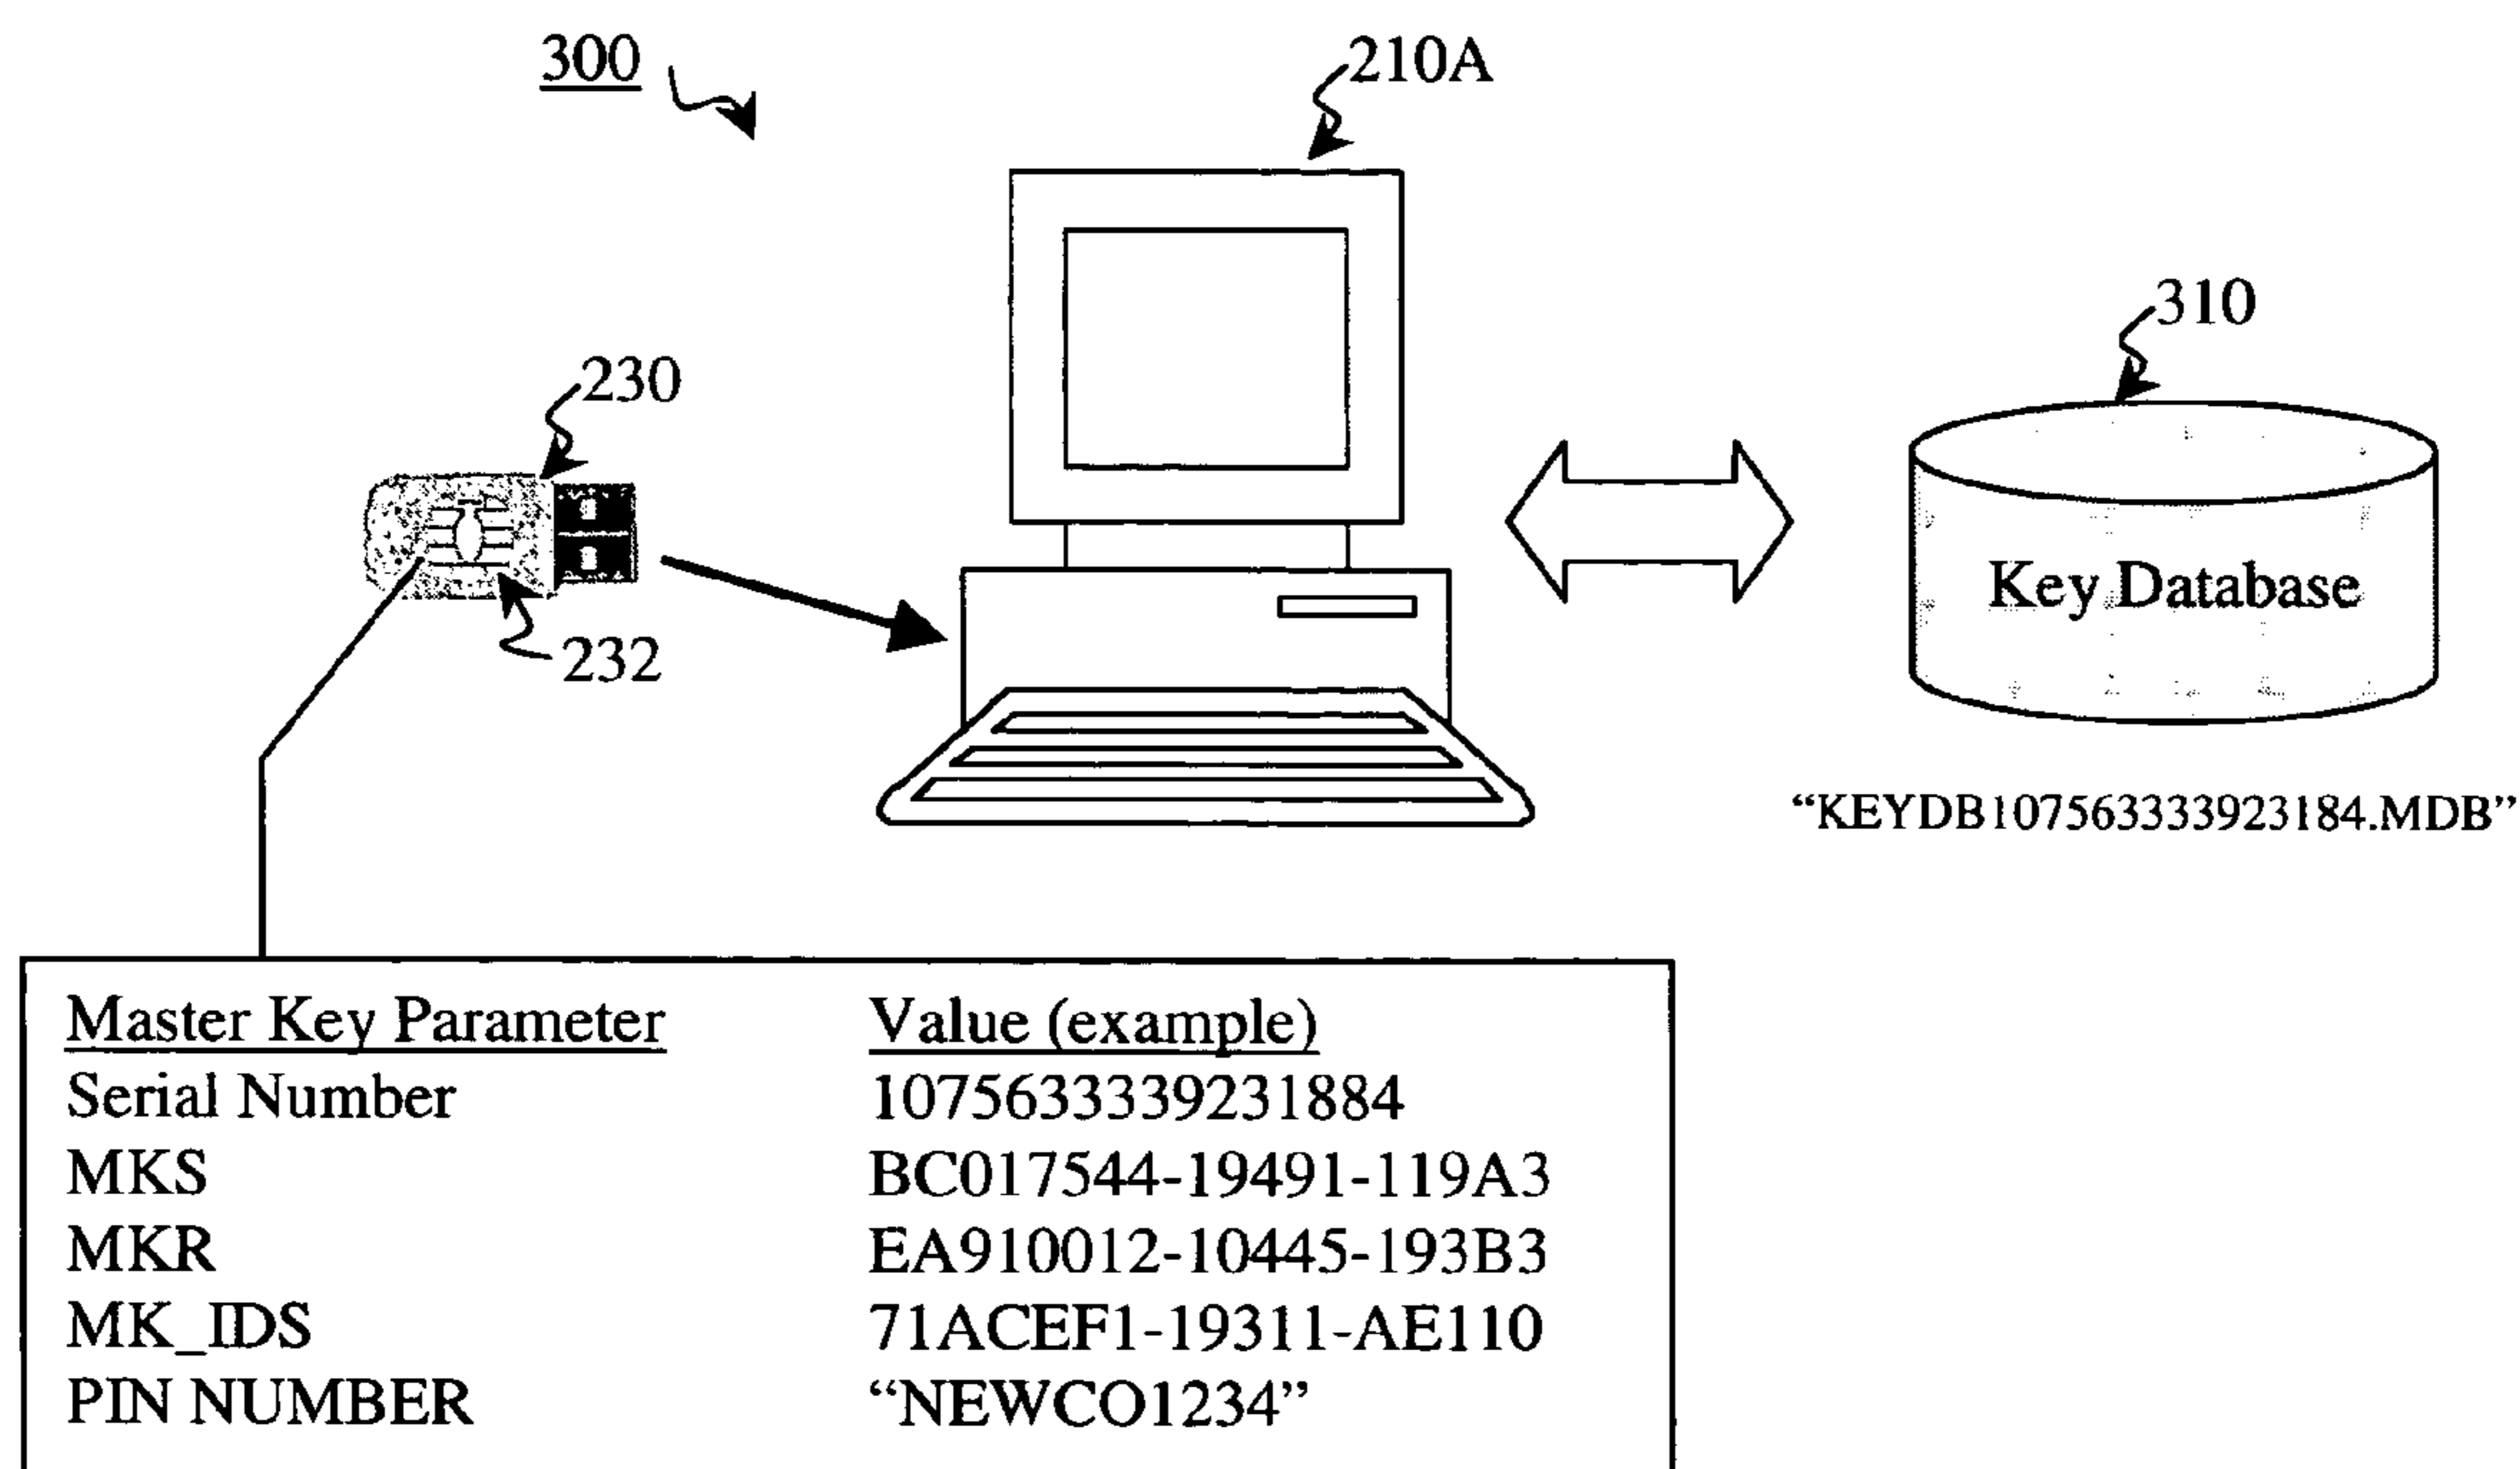 300
210A
310
230
232
Key Database
“KEYDB107563333923184.MDB”
Master Key Parameter Value (example)
Serial Number 1075633339231884
MKS BC017544-19491-119A3
MKR EA910012-10445-193B3
MK_IDS 71ACEF1-19311-AE110
PIN NUMBER “NEWCO1234”